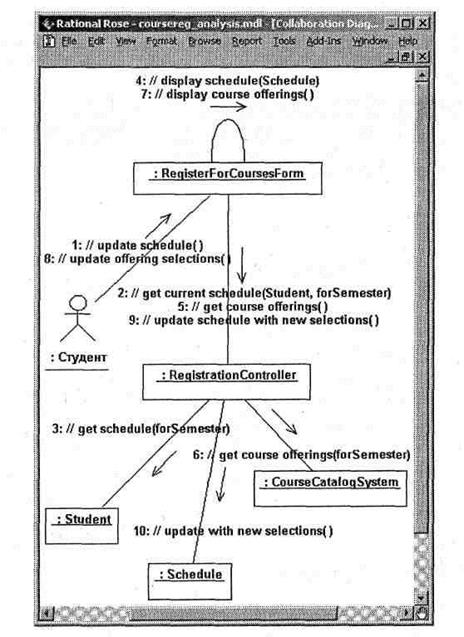 Rational Rose - coursereg_analysis.mdl - [Collaboration Diag...
File Edit View Format Browse Report Tools Add-Ins Window Help
4: // display schedule(Schedule)
7: // display course offerings( )
: RegisterForCoursesForm
1: // update schedule( )
8: // update offering selections( )
2: // get current schedule(Student, forSemester)
5: // get course offerings( )
9: // update schedule with new selections( )
: Студент
: RegistrationController
3: // get schedule(forSemester)
6: // get course offerings(forSemester)
: CourseCatalogSystem
: Student
10: // update with new selections( )
: Schedule